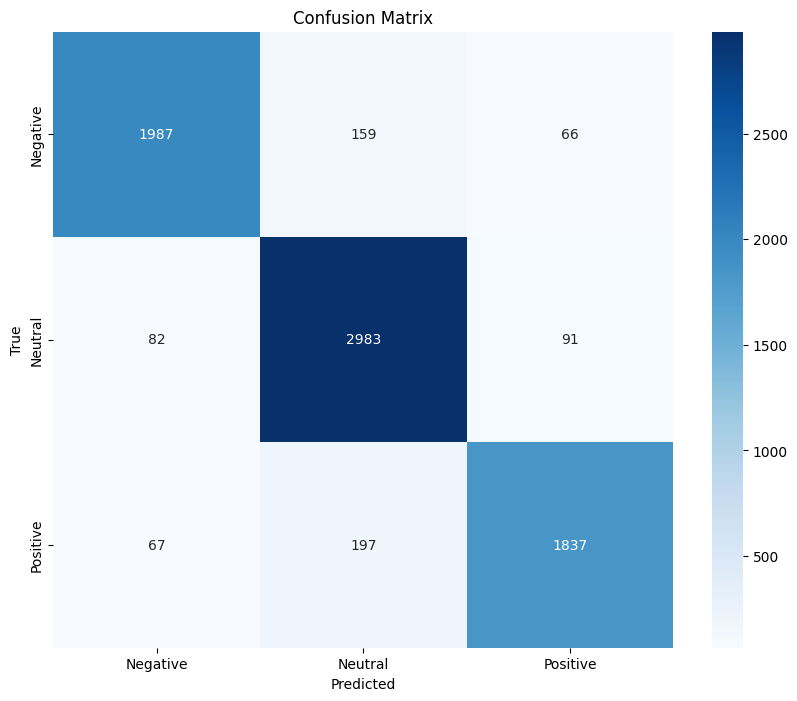 Confusion Matrix
Negative
1987 159 66
2500
2000
True
Neutral
82 2983 91
1500
1000
Positive
67 197 1837
500
Negative Neutral Positive
Predicted